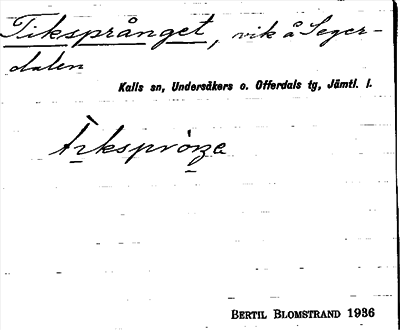 Tiksprånget, vik å Seger-
dalen
Kalls sn, Undersåkers o. Offerdals tg, Jämtl. l.
BERTIL BLOMSTRAND 1936